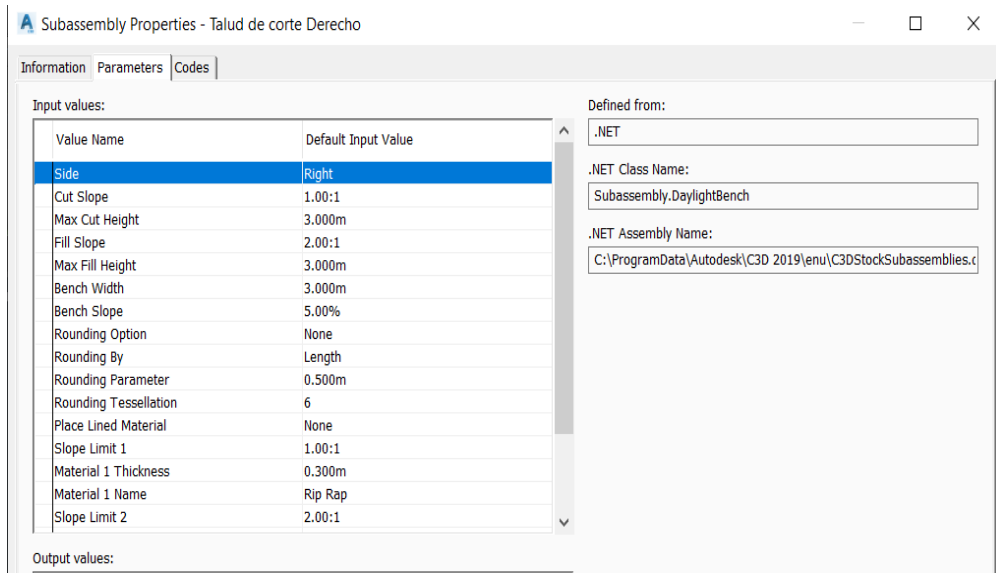 Subassembly Properties - Talud de corte Derecho
Information Parameters Codes
Input values:
Value Name Default Input Value
Side Right
Cut Slope 1.00:1
Max Cut Height 3.000m
Fill Slope 2.00:1
Max Fill Height 3.000m
Bench Width 3.000m
Bench Slope 5.00%
Rounding Option None
Rounding By Length
Rounding Parameter 0.500m
Rounding Tessellation 6
Place Lined Material None
Slope Limit 1 1.00:1
Material 1 Thickness 0.300m
Material 1 Name Rip Rap
Slope Limit 2 2.00:1
Output values:
Defined from:
.NET
.NET Class Name:
Subassembly.DaylightBench
.NET Assembly Name:
C:\ProgramData\Autodesk\C3D 2019\enu\C3DStockSubassemblies.c